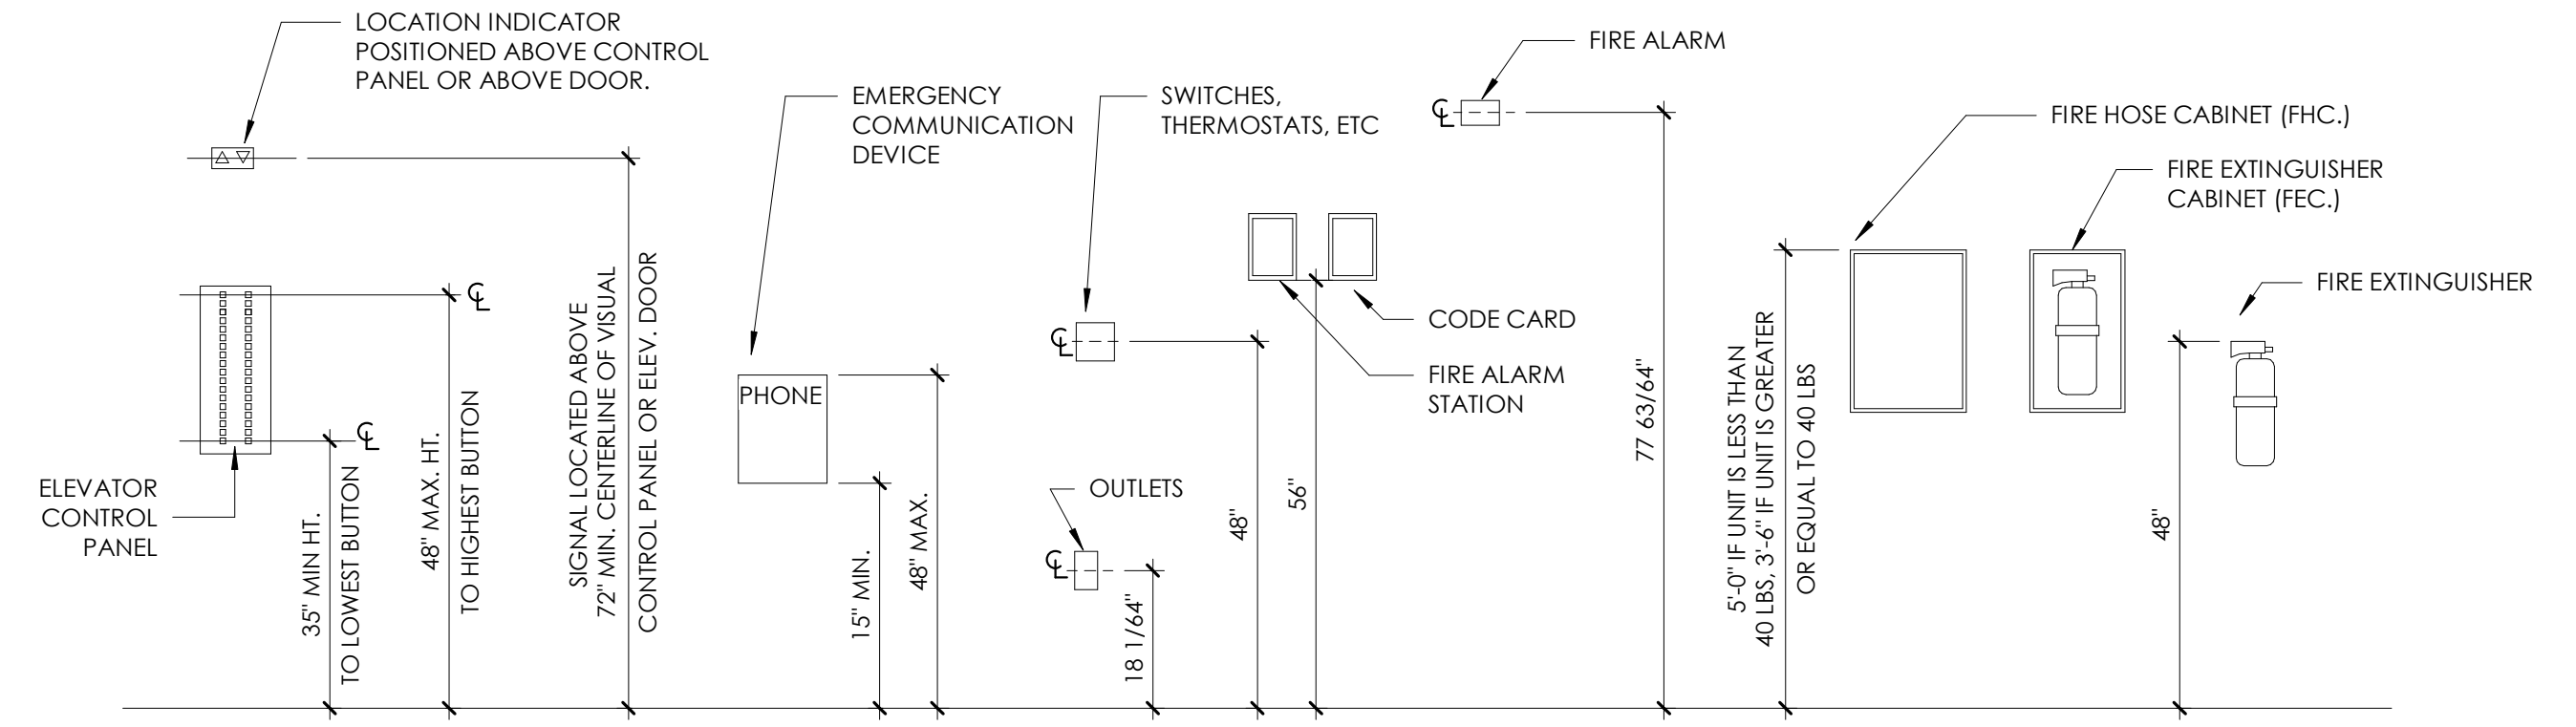 LOCATION INDICATOR
POSITIONED ABOVE CONTROL
PANEL OR ABOVE DOOR.
ELEVATOR
CONTROL
PANEL
35" MIN HT.
TO LOWEST BUTTON
℄
48" MAX. HT.
TO HIGHEST BUTTON
℄
SIGNAL LOCATED ABOVE
72" MIN. CENTERLINE OF VISUAL
CONTROL PANEL OR ELEV. DOOR
EMERGENCY
COMMUNICATION
DEVICE
PHONE
15" MIN.
48" MAX.
SWITCHES,
THERMOSTATS, ETC
℄
OUTLETS
℄
18 1/64"
48"
56"
CODE CARD
FIRE ALARM
STATION
FIRE ALARM
℄
77 63/64"
5'-0" IF UNIT IS LESS THAN
40 LBS, 3'-6" IF UNIT IS GREATER
OR EQUAL TO 40 LBS
FIRE HOSE CABINET (FHC.)
FIRE EXTINGUISHER
CABINET (FEC.)
FIRE EXTINGUISHER
48"